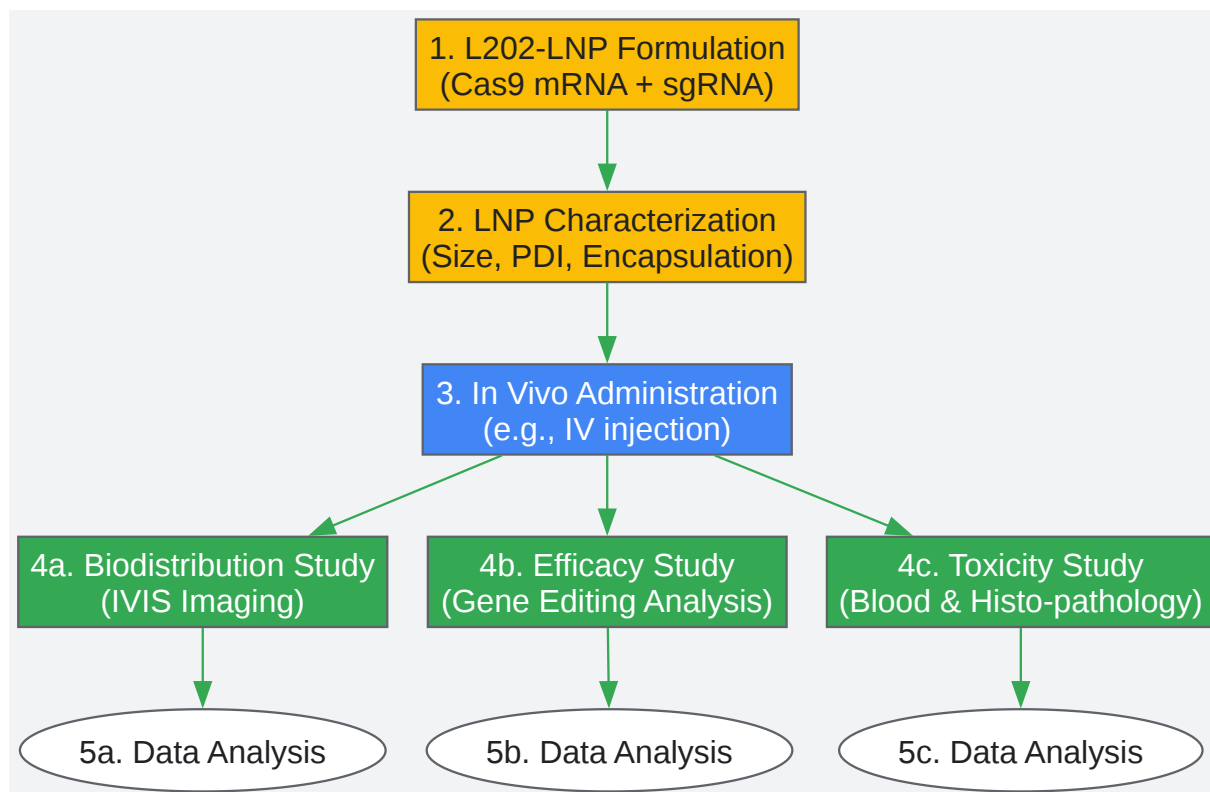 1. L202-LNP Formulation
(Cas9 mRNA + sgRNA)
2. LNP Characterization
(Size, PDI, Encapsulation)
3. In Vivo Administration
(e.g., IV injection)
4a. Biodistribution Study
(IVIS Imaging)
4b. Efficacy Study
(Gene Editing Analysis)
4c. Toxicity Study
(Blood & Histo-pathology)
5a. Data Analysis
5b. Data Analysis
5c. Data Analysis